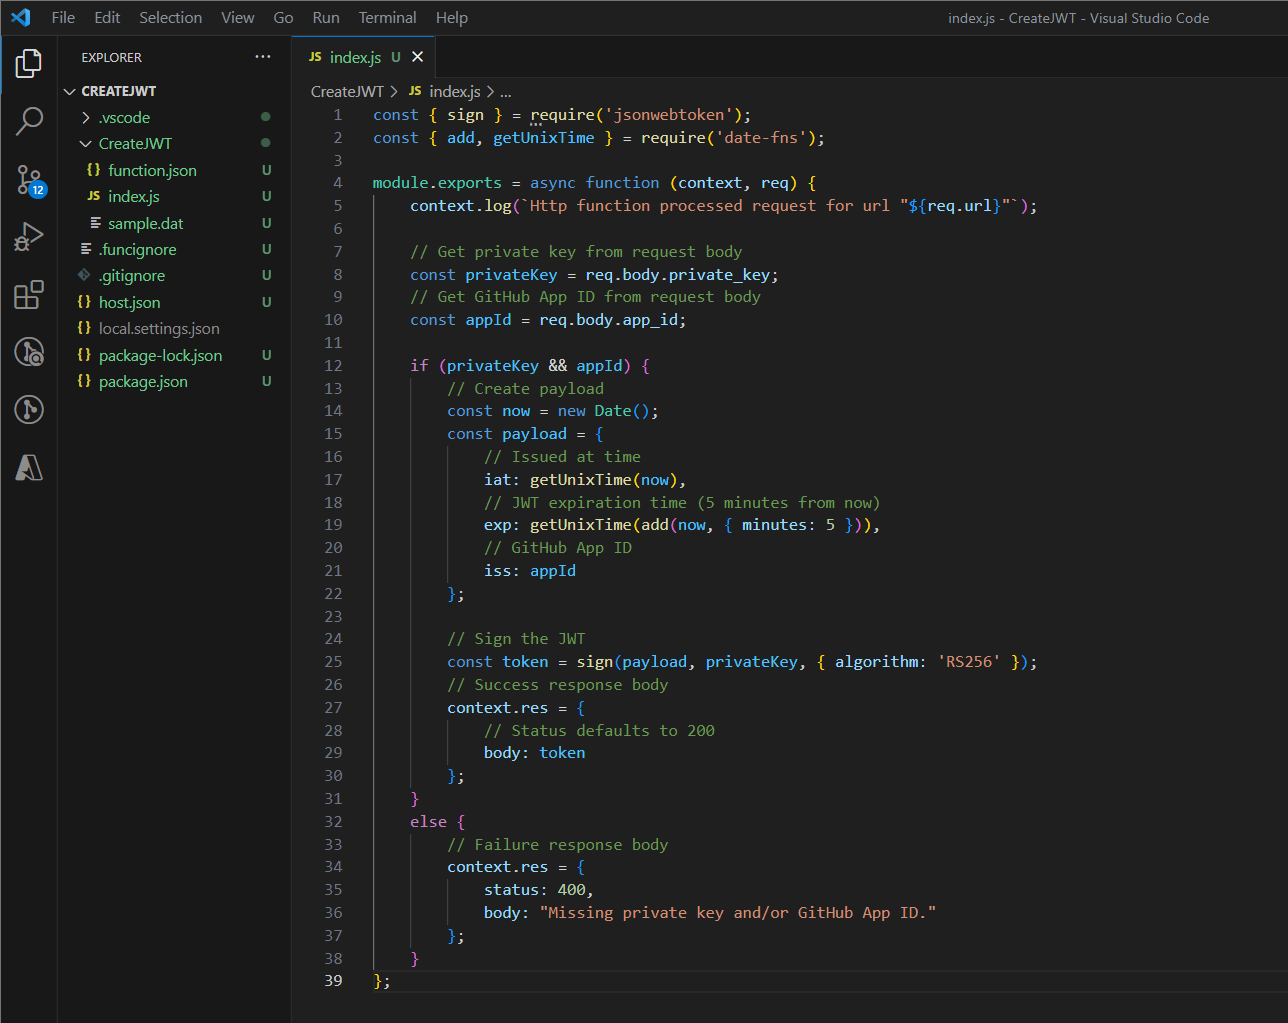 File Edit Selection View Go Run Terminal Help
index.js - CreateJWT - Visual Studio Code
EXPLORER ···
CREATEJWT
.vscode
CreateJWT
{} function.json U
JS index.js U
sample.dat U
.funcignore U
.gitignore U
{} host.json U
{} local.settings.json
{} package-lock.json U
{} package.json U
12
JS index.js U
CreateJWT > JS index.js > ...
1 const { sign } = require('jsonwebtoken');
2 const { add, getUnixTime } = require('date-fns');
3
4 module.exports = async function (context, req) {
5 context.log(`Http function processed request for url "${req.url}"`);
6
7 // Get private key from request body
8 const privateKey = req.body.private_key;
9 // Get GitHub App ID from request body
10 const appId = req.body.app_id;
11
12 if (privateKey && appId) {
13 // Create payload
14 const now = new Date();
15 const payload = {
16 // Issued at time
17 iat: getUnixTime(now),
18 // JWT expiration time (5 minutes from now)
19 exp: getUnixTime(add(now, { minutes: 5 })),
20 // GitHub App ID
21 iss: appId
22 };
23
24 // Sign the JWT
25 const token = sign(payload, privateKey, { algorithm: 'RS256' });
26 // Success response body
27 context.res = {
28 // Status defaults to 200
29 body: token
30 };
31 }
32 else {
33 // Failure response body
34 context.res = {
35 status: 400,
36 body: "Missing private key and/or GitHub App ID."
37 };
38 }
39 };